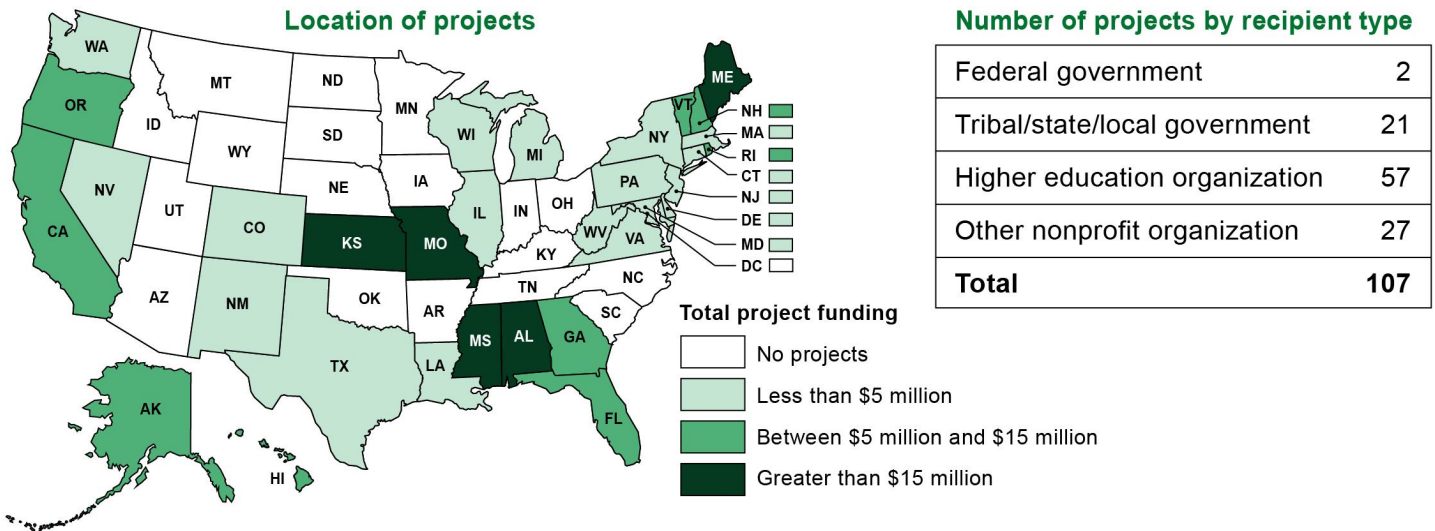 Location of projects
WA
OR
CA
ID
NV
MT
WY
UT
AZ
CO
NM
ND
SD
NE
KS
OK
TX
MN
IA
MO
AR
LA
WI
IL
MI
IN
OH
KY
TN
MS
AL
GA
FL
SC
NC
VA
WV
PA
NY
VT
ME
NH
MA
RI
CT
NJ
DE
MD
DC
AK
HI
Total project funding
No projects
Less than $5 million
Between $5 million and $15 million
Greater than $15 million
Number of projects by recipient type
Federal government 2
Tribal/state/local government 21
Higher education organization 57
Other nonprofit organization 27
Total 107